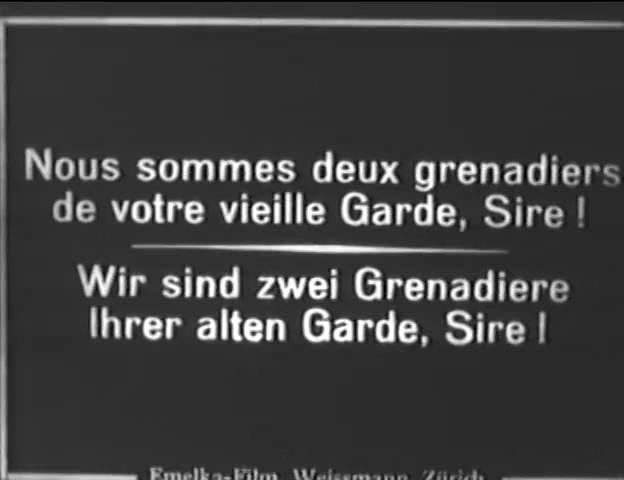 Nous sommes deux grenadiers
de votre vieille Garde, Sire !
Wir sind zwei Grenadiere
Ihrer alten Garde, Sire !
Emelka-Film Weissmann Zürich